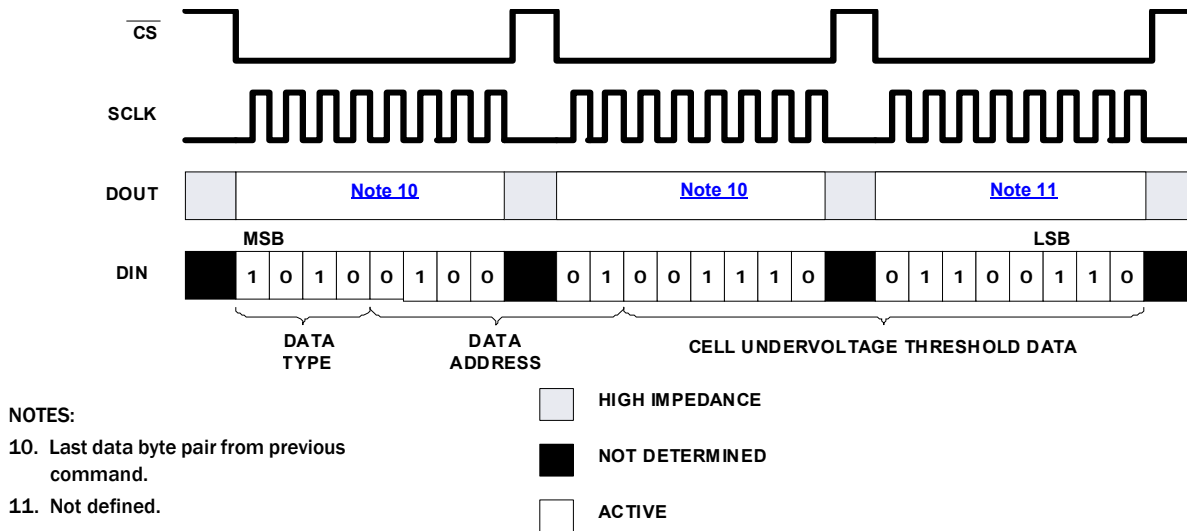 CS
SCLK
DOUT
Note 10
Note 10
Note 11
MSB
LSB
DIN
1 0 1 0 0 1 0 0 0 1 0 0 1 1 1 0 0 1 1 0 0 1 1 0
DATA
TYPE
DATA
ADDRESS
CELL UNDERVOLTAGE THRESHOLD DATA
NOTES:
10. Last data byte pair from previous
command.
11. Not defined.
HIGH IMPEDANCE
NOT DETERMINED
ACTIVE